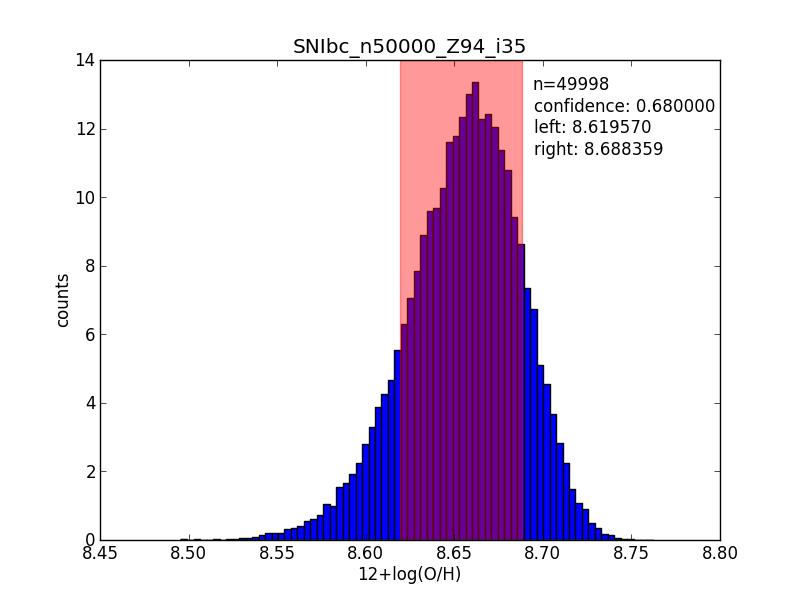 SNIbc_n50000_Z94_i35
n=49998
confidence: 0.680000
left: 8.619570
right: 8.688359
14
12
10
8
6
4
2
0
counts
8.45 8.50 8.55 8.60 8.65 8.70 8.75 8.80
12+log(O/H)